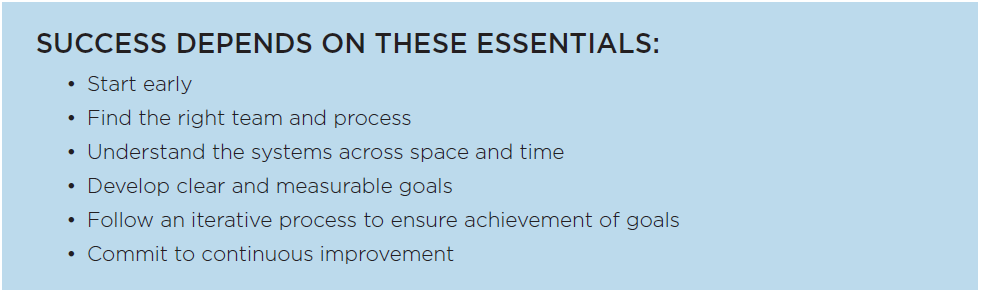 SUCCESS DEPENDS ON THESE ESSENTIALS:
• Start early
• Find the right team and process
• Understand the systems across space and time
• Develop clear and measurable goals
• Follow an iterative process to ensure achievement of goals
• Commit to continuous improvement